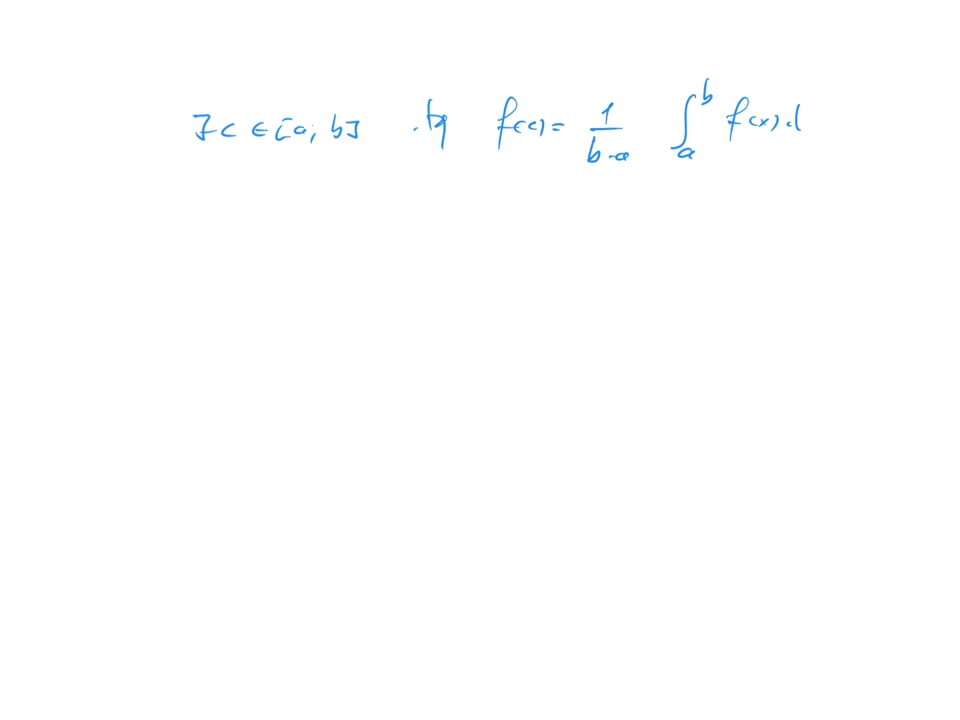 ∃ c ∈ [a, b] tq f(c) = 1/(b-a) ∫_a^b f(x) d